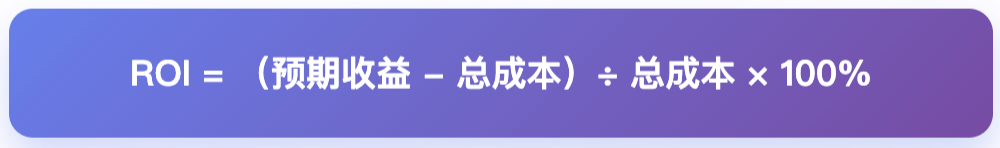 ROI = （预期收益 − 总成本）÷ 总成本 × 100%